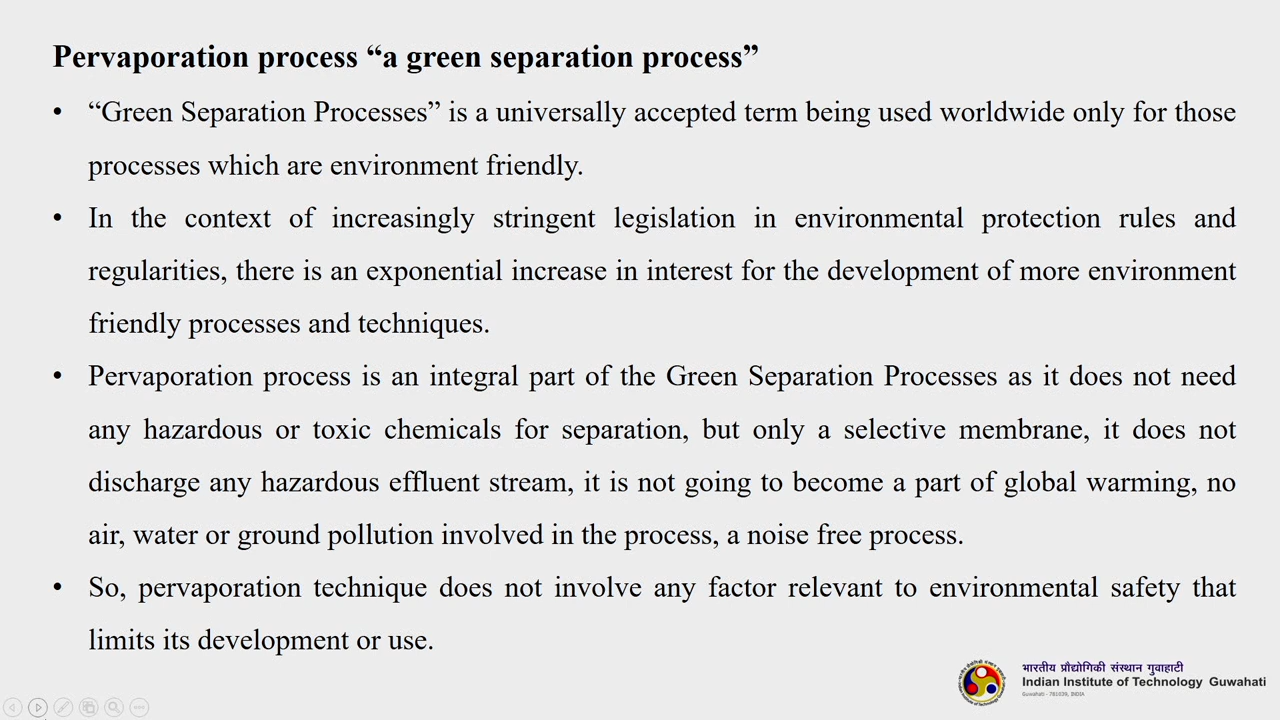 Pervaporation process “a green separation process”
• “Green Separation Processes” is a universally accepted term being used worldwide only for those
processes which are environment friendly.
• In the context of increasingly stringent legislation in environmental protection rules and
regularities, there is an exponential increase in interest for the development of more environment
friendly processes and techniques.
• Pervaporation process is an integral part of the Green Separation Processes as it does not need
any hazardous or toxic chemicals for separation, but only a selective membrane, it does not
discharge any hazardous effluent stream, it is not going to become a part of global warming, no
air, water or ground pollution involved in the process, a noise free process.
• So, pervaporation technique does not involve any factor relevant to environmental safety that
limits its development or use.
भारतीय प्रौद्योगिकी संस्थान गुवाहाटी
Indian Institute of Technology Guwahati
Guwahati - 781039, INDIA